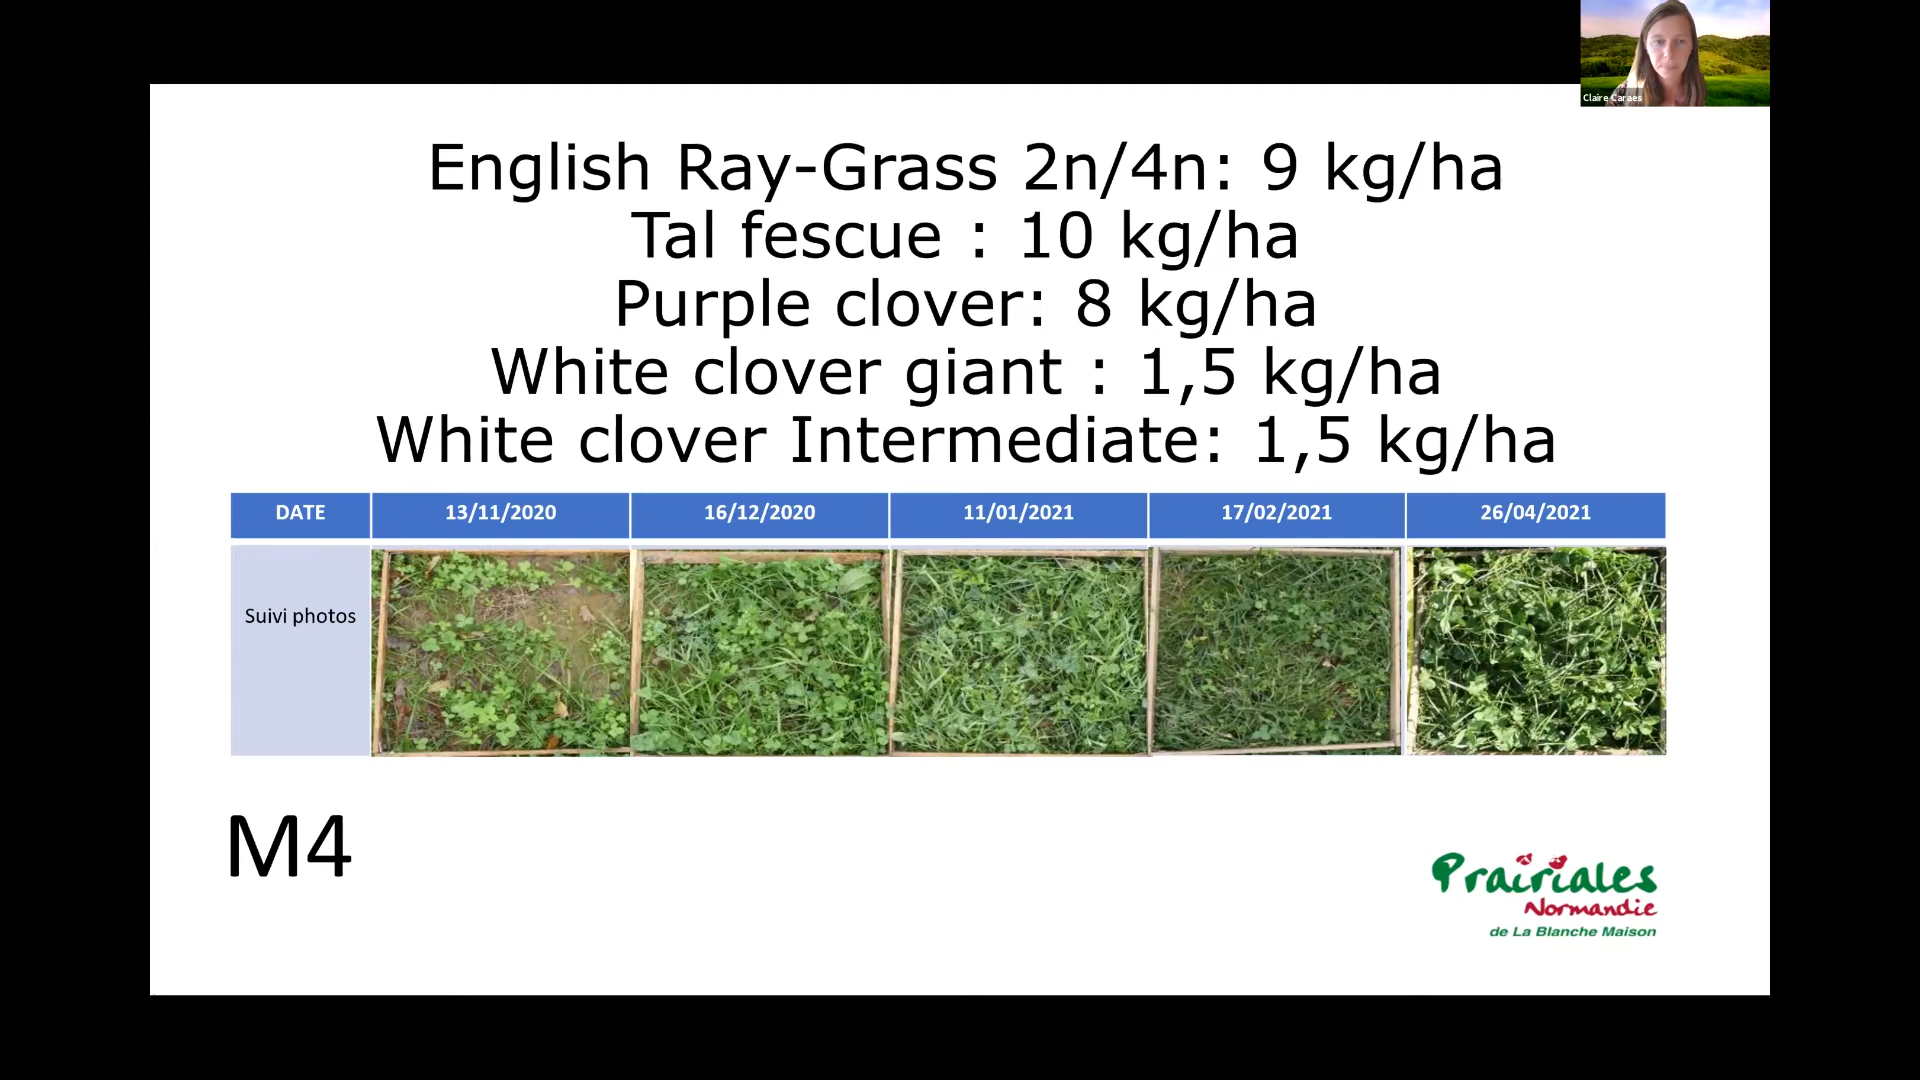 Claire Caraes
English Ray-Grass 2n/4n: 9 kg/ha
Tal fescue : 10 kg/ha
Purple clover: 8 kg/ha
White clover giant : 1,5 kg/ha
White clover Intermediate: 1,5 kg/ha
DATE 13/11/2020 16/12/2020 11/01/2021 17/02/2021 26/04/2021
Suivi photos
M4
Prairiales
Normandie
de La Blanche Maison